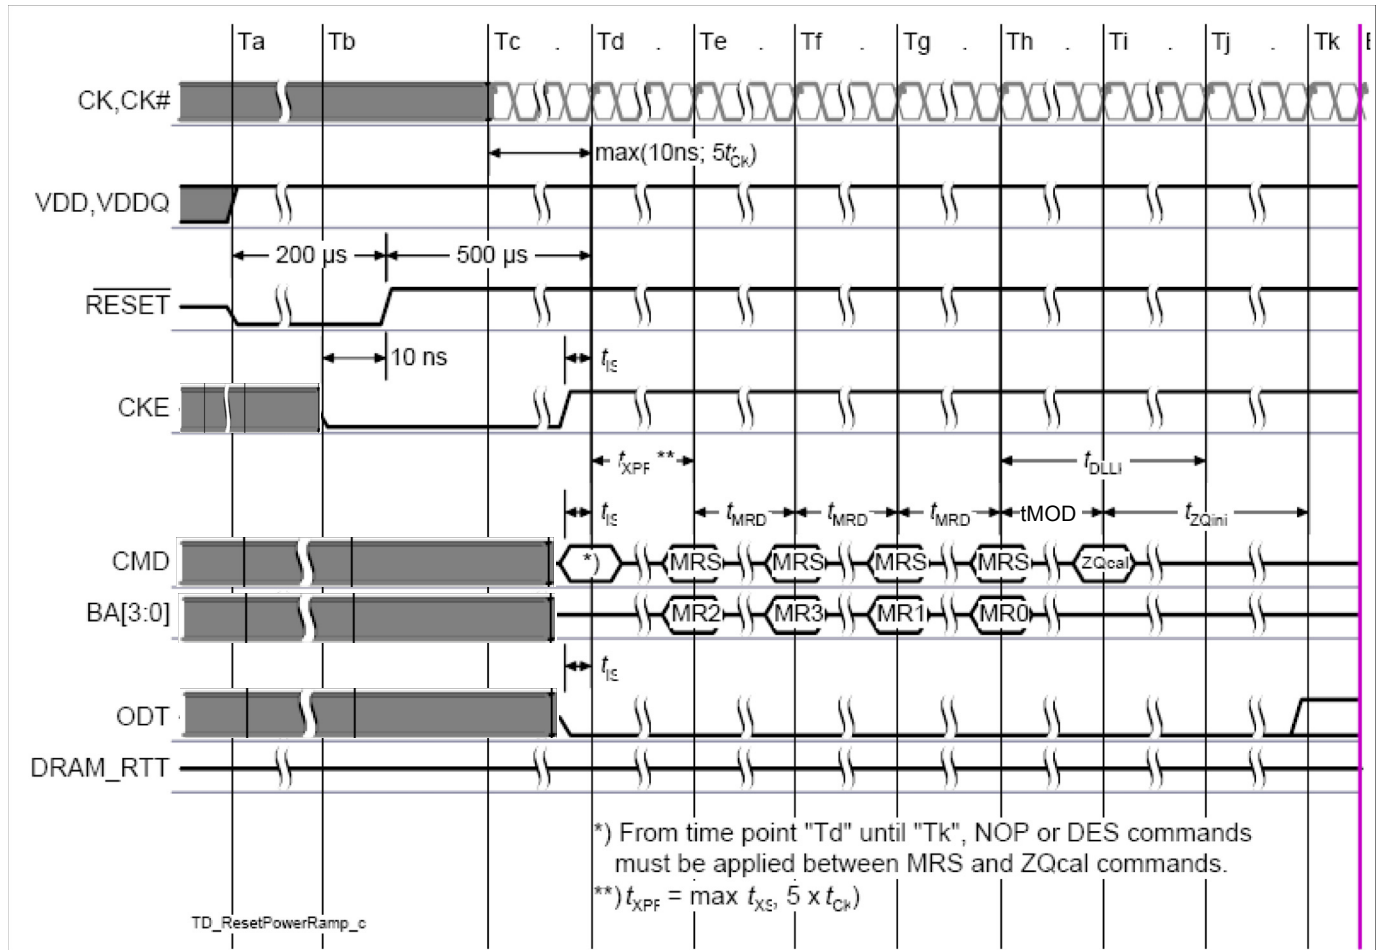 Ta Tb Tc . Td . Te . Tf . Tg . Th . Ti . Tj . Tk
CK,CK#
max(10ns; 5tCK)
VDD,VDDQ
200 µs 500 µs
RESET
10 ns tIS
CKE
tXPR ** tDLLK
tIS tMRD tMRD tMRD tMOD tZQini
CMD *) MRS MRS MRS MRS ZQcal
BA[3:0] MR2 MR3 MR1 MR0
tIS
ODT
DRAM_RTT
*) From time point "Td" until "Tk", NOP or DES commands
must be applied between MRS and ZQcal commands.
**) tXPR = max tXS, 5 x tCK)
TD_ResetPowerRamp_c